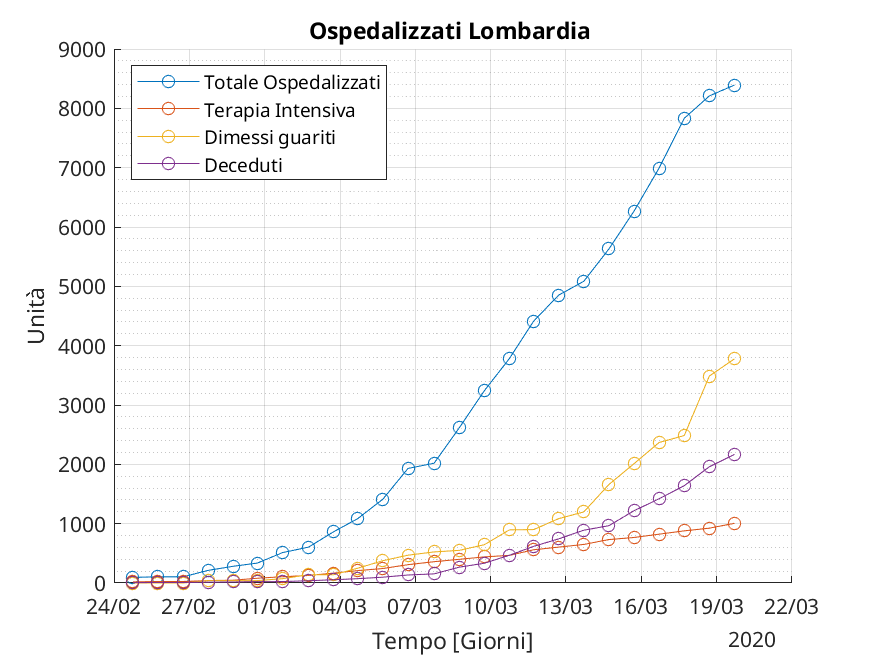 Ospedalizzati Lombardia
9000
8000
7000
6000
5000
4000
3000
2000
1000
0
Unità
Totale Ospedalizzati
Terapia Intensiva
Dimessi guariti
Deceduti
24/02 27/02 01/03 04/03 07/03 10/03 13/03 16/03 19/03 22/03
Tempo [Giorni]
2020